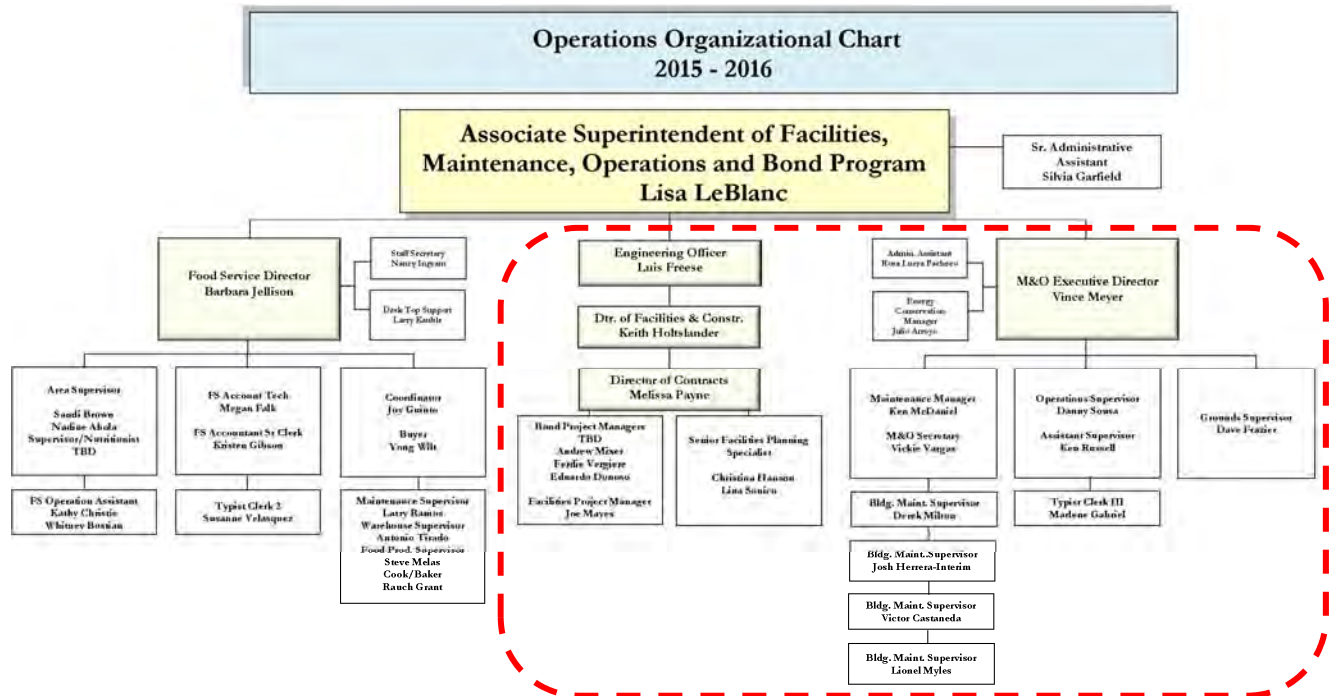 Operations Organizational Chart
2015 - 2016
Associate Superintendent of Facilities,
Maintenance, Operations and Bond Program
Lisa LeBlanc
Sr. Administrative
Assistant
Silvia Garfield
Food Service Director
Barbara Jellison
Staff Secretary
Nancy Ingram
Desk Top Support
Larry
Engineering Officer
Luis Freese
Dtr. of Facilities & Constr.
Keith Holtslander
Director of Contracts
Melissa Payne
Admin. Assistant
Rosa Luzya Pacheco
Energy
Conservation
Manager
Julio Arroyo
M&O Executive Director
Vince Meyer
Area Supervisor
Sandi Brown
Nadine Abola
Supervisor/Nutritionist
TBD
FS Operation Assistant
Kathy Christie
Whitney Bossian
FS Account Tech
Megan Falk
FS Accountant Sr Clerk
Kristen Gibson
Typist Clerk 2
Susanne Velasquez
Coordinator
Joy Guinto
Buyer
Yong Wilt
Maintenance Supervisor
Larry Ramos
Warehouse Supervisor
Antonio Tirado
Food Prod. Supervisor
Steve Melas
Cook/Baker
Rauch Grant
Bond Project Managers
TBD
Andrew Mixer
Ferdie Vergiere
Eduardo Donoso
Facilities Project Manager
Joe Mayes
Senior Facilities Planning
Specialist
Christina Hanson
Lina Sonico
Maintenance Manager
Ken McDaniel
M&O Secretary
Vickie Vargas
Bldg. Maint. Supervisor
Derek Milton
Bldg. Maint..Supervisor
Josh Herrera-Interim
Bldg. Maint. Supervisor
Victor Castaneda
Bldg. Maint. Supervisor
Lionel Myles
Operations Supervisor
Danny Sousa
Assistant Supervisor
Ken Russell
Typist Clerk III
Marlene Gabriel
Grounds Supervisor
Dave Frazier